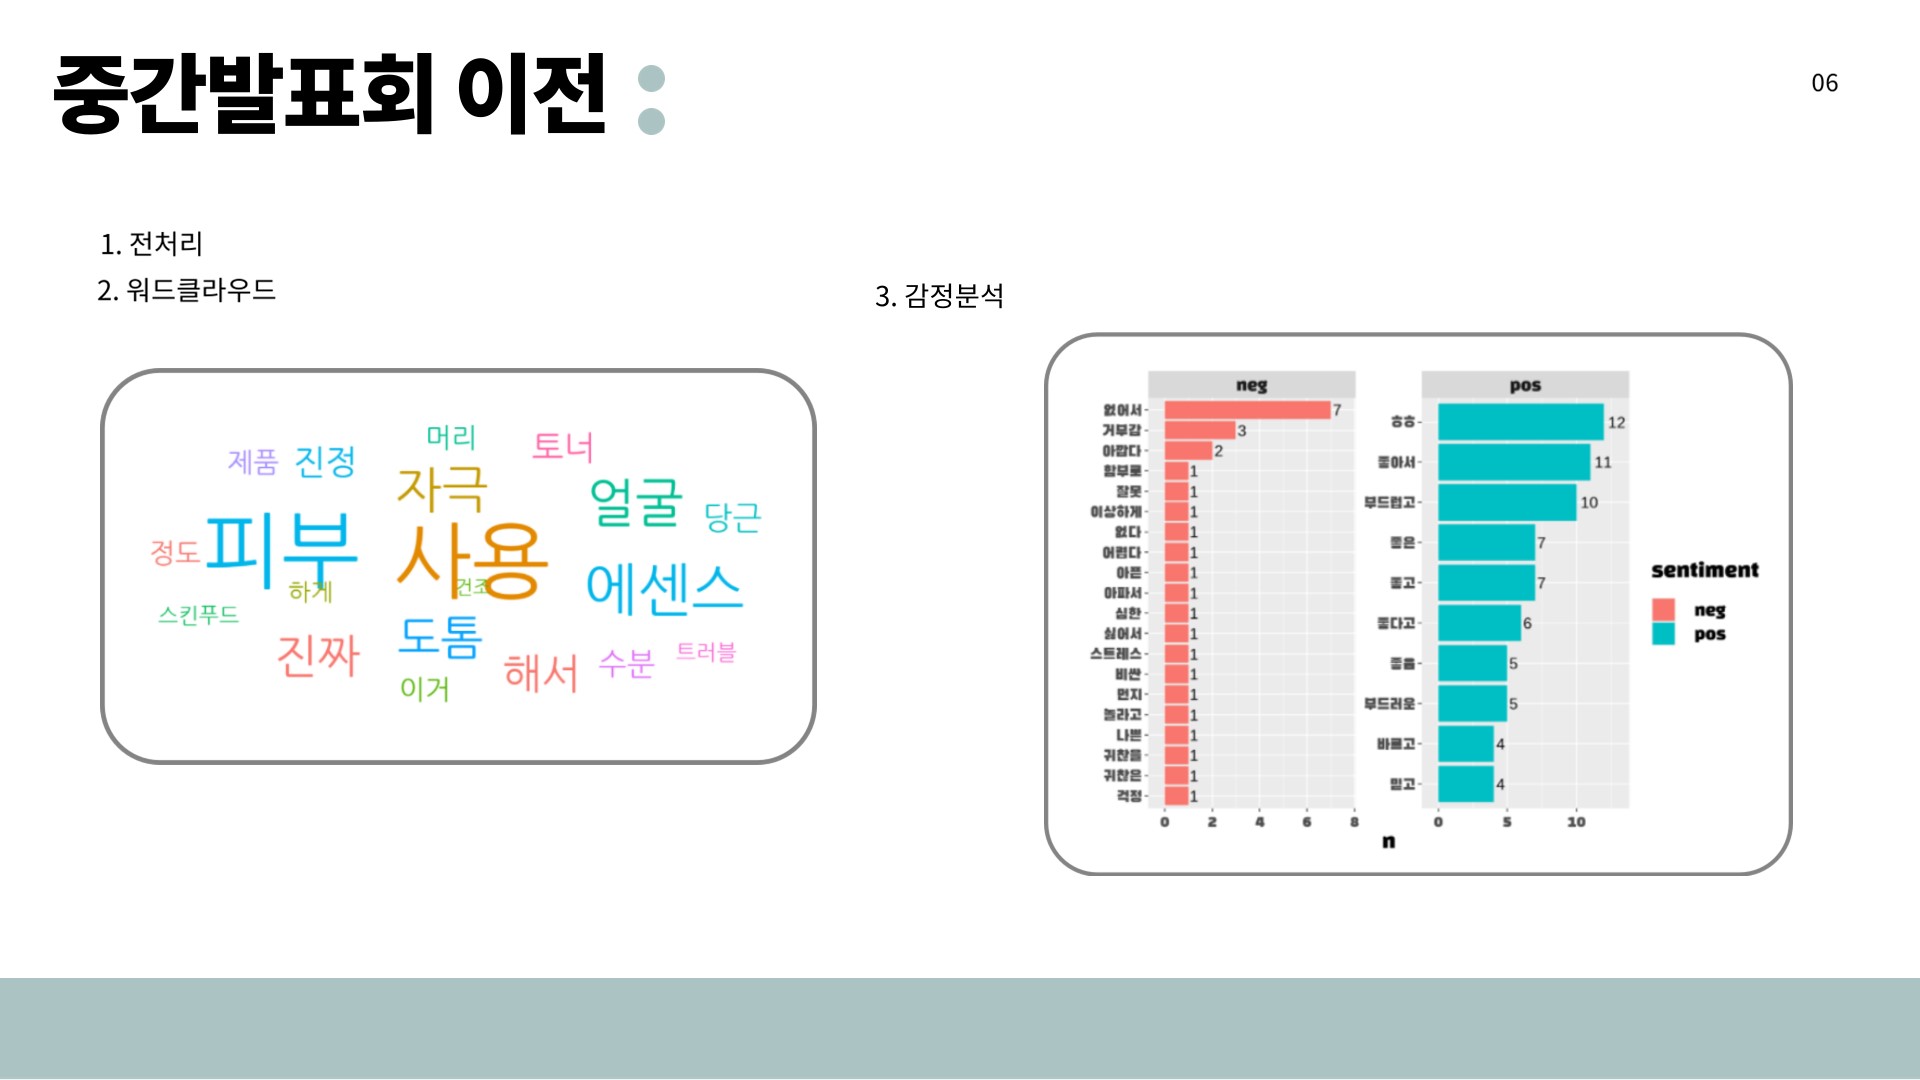 중간발표회 이전 :
06
1. 전처리
2. 워드클라우드
3. 감정분석
머리
토너
제품
진정
자극
얼굴
당근
피부
사용
정도
하게
건조
에센스
스킨푸드
진짜
도톰
해서
수분
트러블
이거
neg
없어서 7
거부감 3
아깝다 2
함부로 1
잘못 1
이상하게 1
없다 1
어렵다 1
아픈 1
아파서 1
심한 1
싫어서 1
스트레스 1
비싼 1
먼지 1
놀라고 1
나쁜 1
귀찮을 1
귀찮은 1
걱정 1
0 2 4 6 8
pos
ㅎㅎ 12
좋아서 11
부드럽고 10
좋은 7
좋고 7
좋다고 6
좋음 5
부드러운 5
바르고 4
믿고 4
0 5 10
n
sentiment
neg
pos